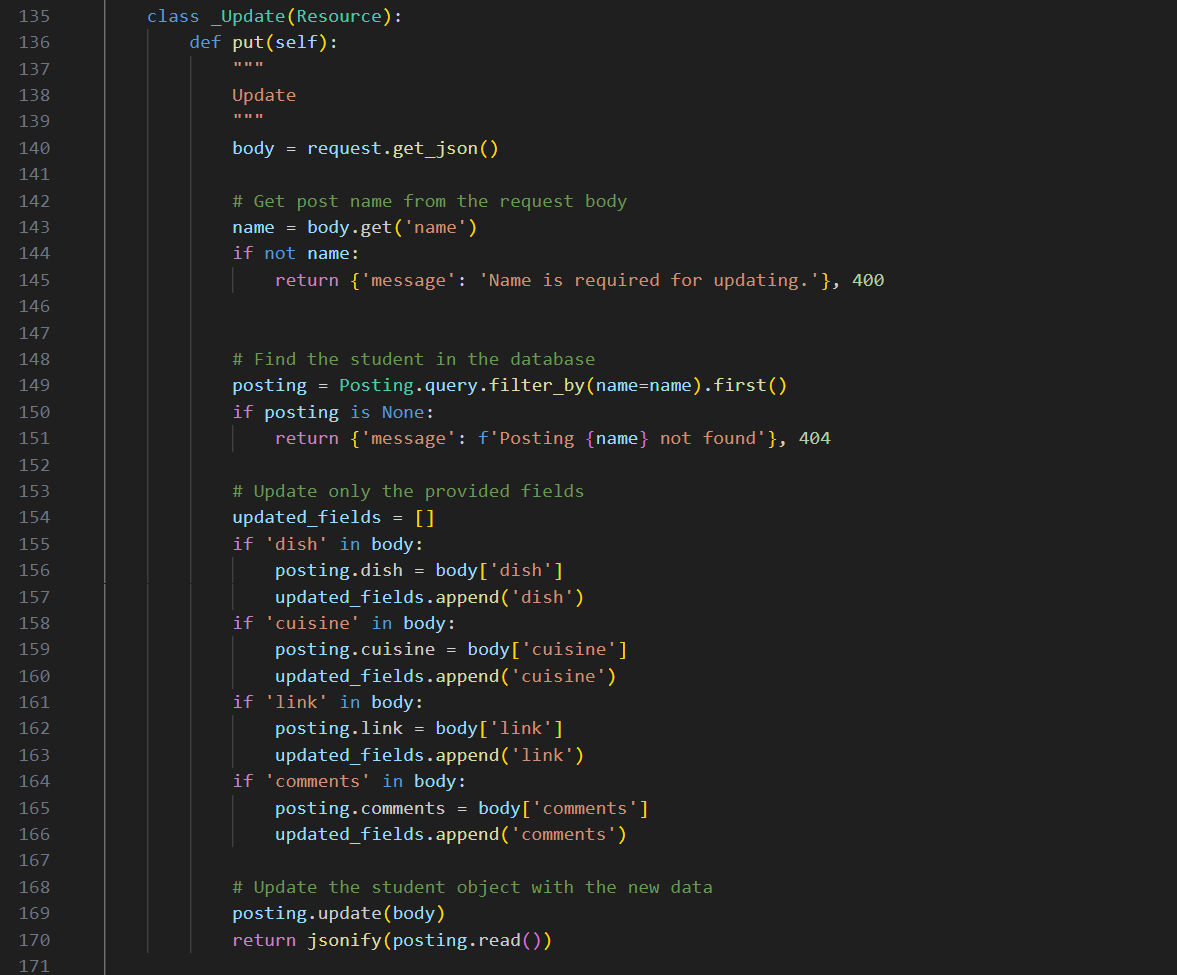 135 class _Update(Resource):
136 def put(self):
137 """
138 Update
139 """
140 body = request.get_json()
141
142 # Get post name from the request body
143 name = body.get('name')
144 if not name:
145 return {'message': 'Name is required for updating.'}, 400
146
147
148 # Find the student in the database
149 posting = Posting.query.filter_by(name=name).first()
150 if posting is None:
151 return {'message': f'Posting {name} not found'}, 404
152
153 # Update only the provided fields
154 updated_fields = []
155 if 'dish' in body:
156 posting.dish = body['dish']
157 updated_fields.append('dish')
158 if 'cuisine' in body:
159 posting.cuisine = body['cuisine']
160 updated_fields.append('cuisine')
161 if 'link' in body:
162 posting.link = body['link']
163 updated_fields.append('link')
164 if 'comments' in body:
165 posting.comments = body['comments']
166 updated_fields.append('comments')
167
168 # Update the student object with the new data
169 posting.update(body)
170 return jsonify(posting.read())
171